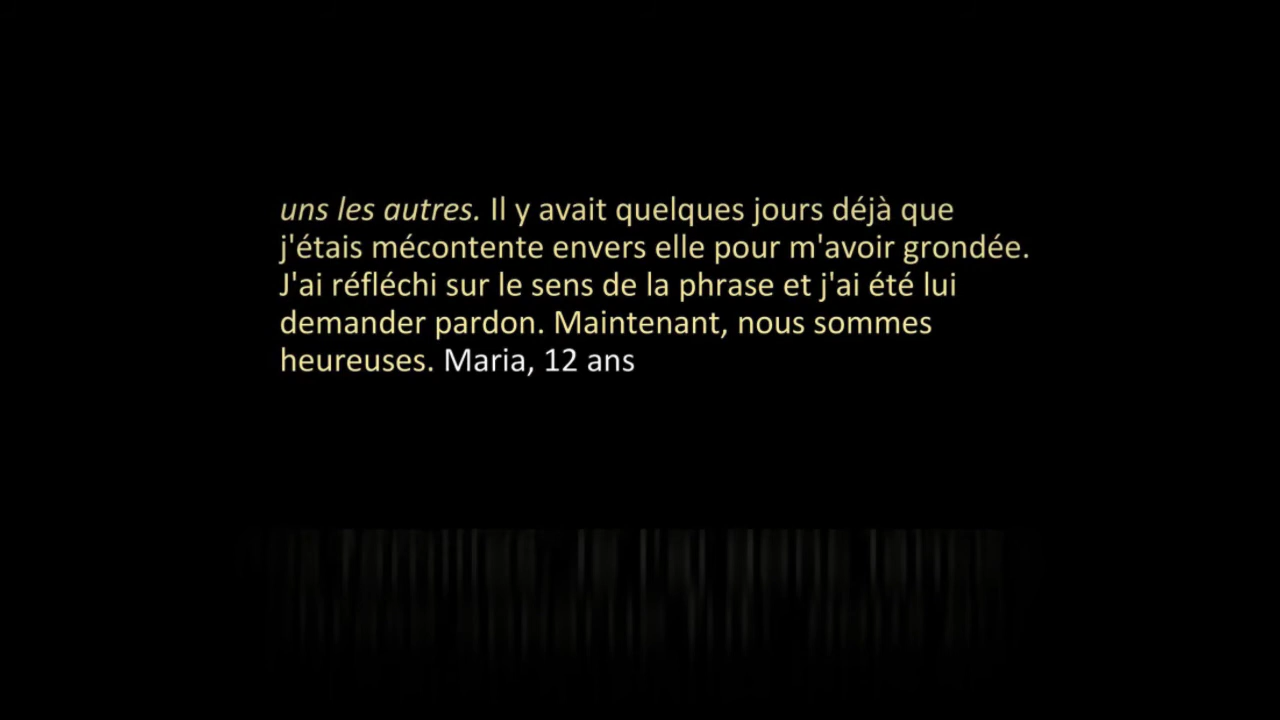 uns les autres. Il y avait quelques jours déjà que
j'étais mécontente envers elle pour m'avoir grondée.
J'ai réfléchi sur le sens de la phrase et j'ai été lui
demander pardon. Maintenant, nous sommes
heureuses. Maria, 12 ans